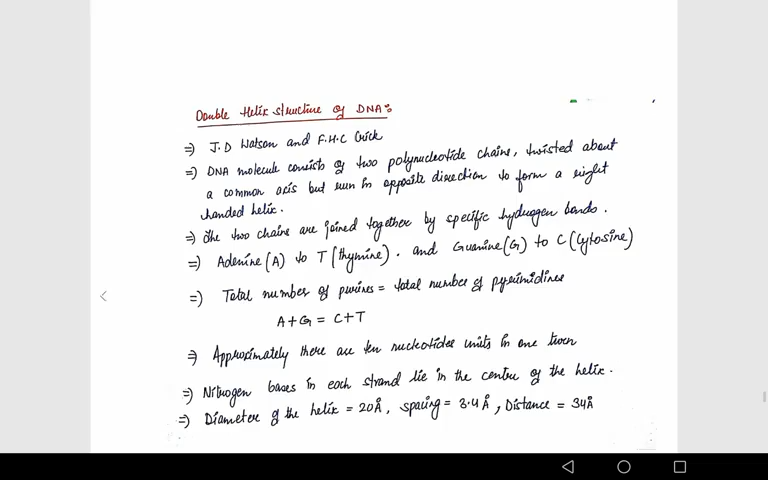 Double Helix structure of DNA:
⇒ J.D Watson and F.H.C Crick
⇒ DNA molecule consists of two polynucleotide chains, twisted about
a common axis but run in opposite direction to form a right
handed helix.
⇒ The two chains are joined together by specific hydrogen bonds.
⇒ Adenine (A) to T (thymine). and Guanine (G) to C (Cytosine)
⇒ Total number of purines = total number of pyrimidines
A+G = C+T
⇒ Approximately there are ten nucleotides units in one turn
⇒ Nitrogen bases in each strand lie in the centre of the helix.
⇒ Diameter of the helix = 20Å, spacing = 3.4Å, Distance = 34Å